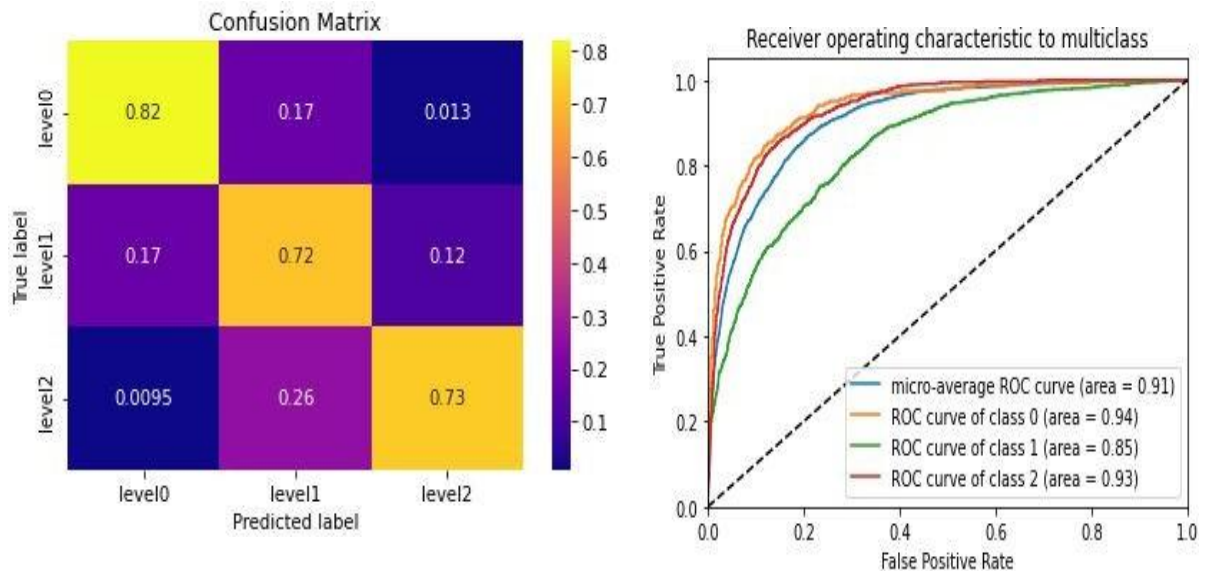 Confusion Matrix
level0
level1
level2
True label
0.82 0.17 0.013
0.17 0.72 0.12
0.0095 0.26 0.73
level0 level1 level2
Predicted label
0.8
0.7
0.6
0.5
0.4
0.3
0.2
0.1
Receiver operating characteristic to multiclass
True Positive Rate
1.0
0.8
0.6
0.4
0.2
0.0
micro-average ROC curve (area = 0.91)
ROC curve of class 0 (area = 0.94)
ROC curve of class 1 (area = 0.85)
ROC curve of class 2 (area = 0.93)
0.0 0.2 0.4 0.6 0.8 1.0
False Positive Rate